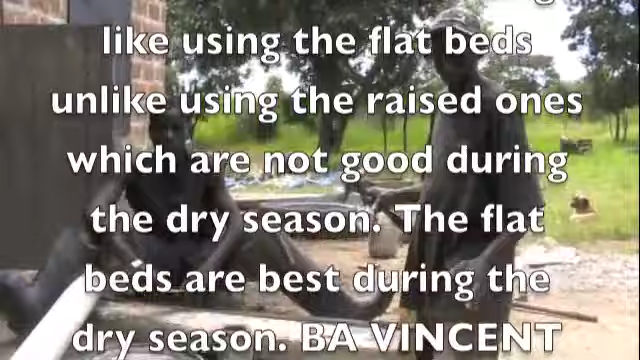 like using the flat beds
unlike using the raised ones
which are not good during
the dry season. The flat
beds are best during the
dry season. BA VINCENT